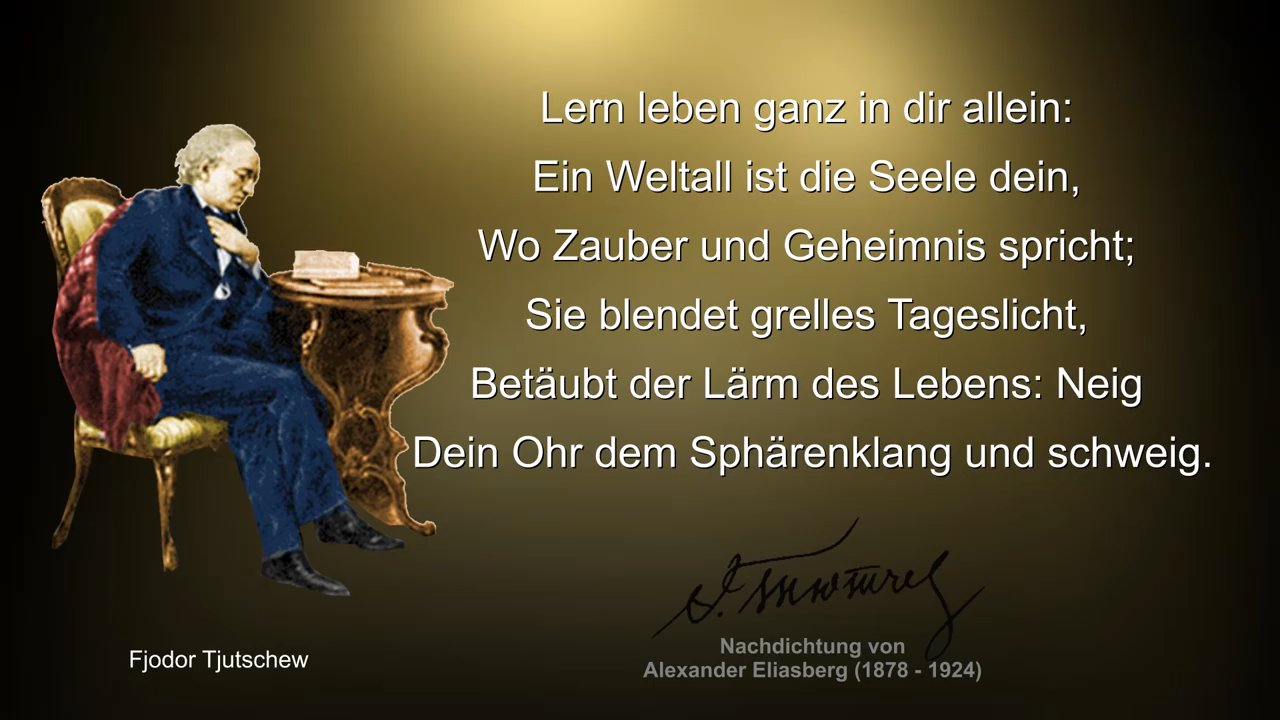 Lern leben ganz in dir allein:
Ein Weltall ist die Seele dein,
Wo Zauber und Geheimnis spricht;
Sie blendet grelles Tageslicht,
Betäubt der Lärm des Lebens: Neig
Dein Ohr dem Sphärenklang und schweig.
Nachdichtung von
Alexander Eliasberg (1878 - 1924)
Fjodor Tjutschew